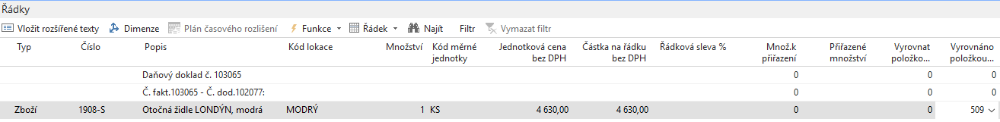 Řádky
Vložit rozšířené texty Dimenze Plán časového rozlišení Funkce Řádek Najít Filtr Vymazat filtr
Typ Číslo Popis Kód lokace Množství Kód měrné jednotky Jednotková cena bez DPH Částka na řádku bez DPH Řádková sleva % Množ.k přiřazení Přiřazené množství Vyrovnat položko... Vyrovnáno položkou...
Daňový doklad č. 103065 0 0 0 0
Č. fakt.103065 - Č. dod.102077: 0 0 0
Zboží 1908-S Otočná židle LONDÝN, modrá MODRÝ 1 KS 4 630,00 4 630,00 0 0 509